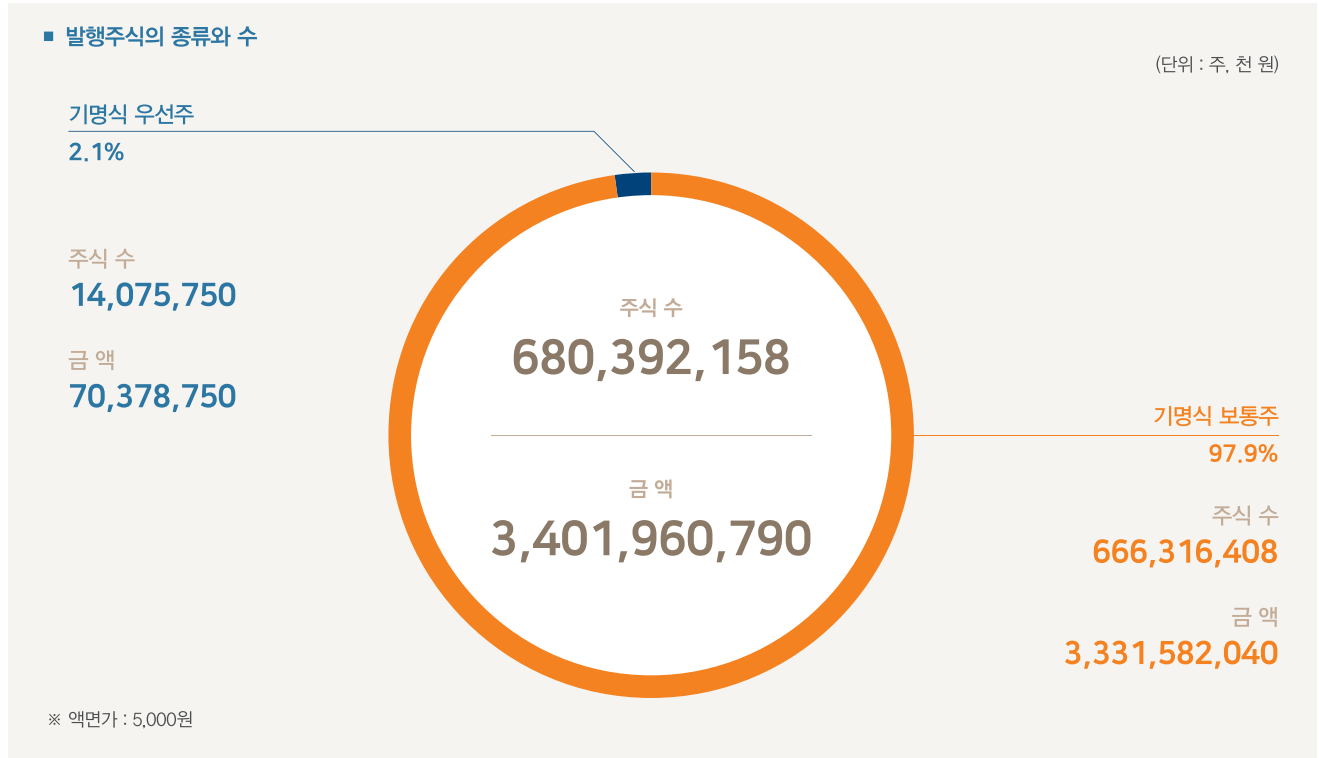 ■ 발행주식의 종류와 수
(단위 : 주, 천 원)
기명식 우선주
2.1%
주식 수
14,075,750
금 액
70,378,750
주식 수
680,392,158
금 액
3,401,960,790
기명식 보통주
97.9%
주식 수
666,316,408
금 액
3,331,582,040
※ 액면가 : 5,000원